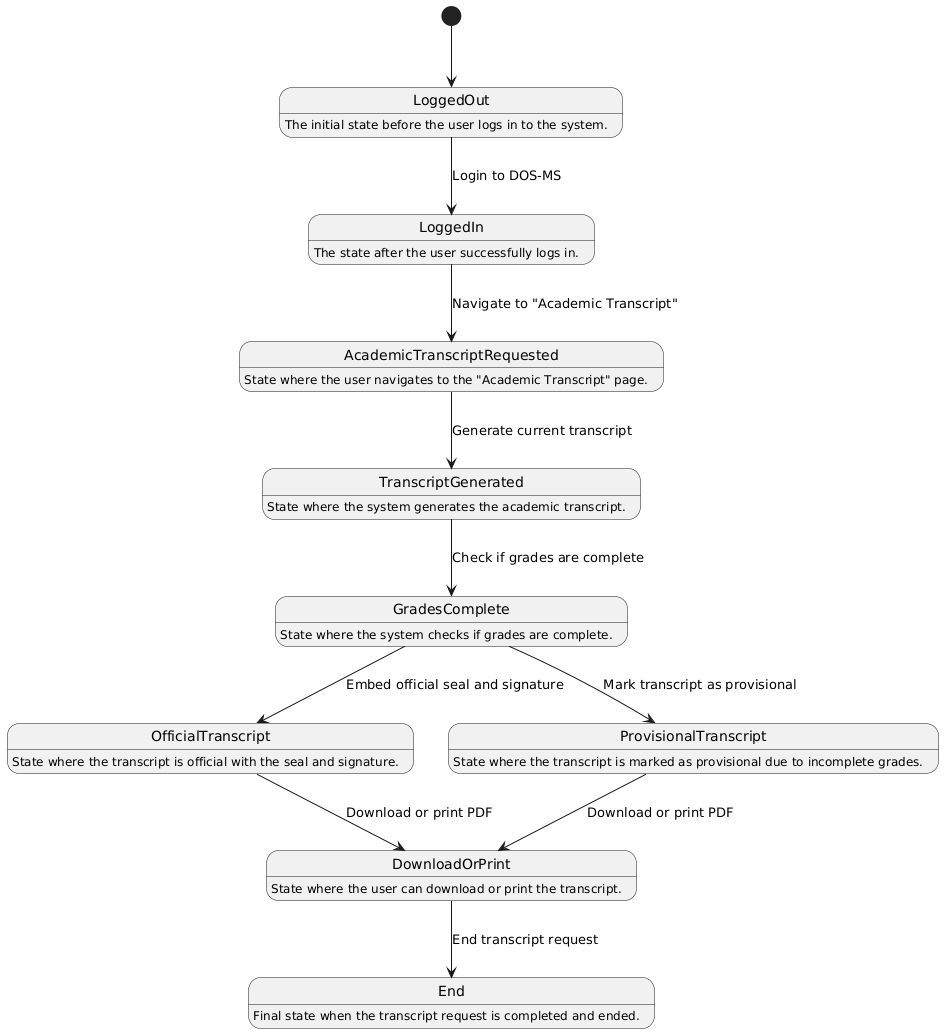 LoggedOut
The initial state before the user logs in to the system.
Login to DOS-MS
LoggedIn
The state after the user successfully logs in.
Navigate to "Academic Transcript"
AcademicTranscriptRequested
State where the user navigates to the "Academic Transcript" page.
Generate current transcript
TranscriptGenerated
State where the system generates the academic transcript.
Check if grades are complete
GradesComplete
State where the system checks if grades are complete.
Embed official seal and signature
Mark transcript as provisional
OfficialTranscript
State where the transcript is official with the seal and signature.
ProvisionalTranscript
State where the transcript is marked as provisional due to incomplete grades.
Download or print PDF
Download or print PDF
DownloadOrPrint
State where the user can download or print the transcript.
End transcript request
End
Final state when the transcript request is completed and ended.